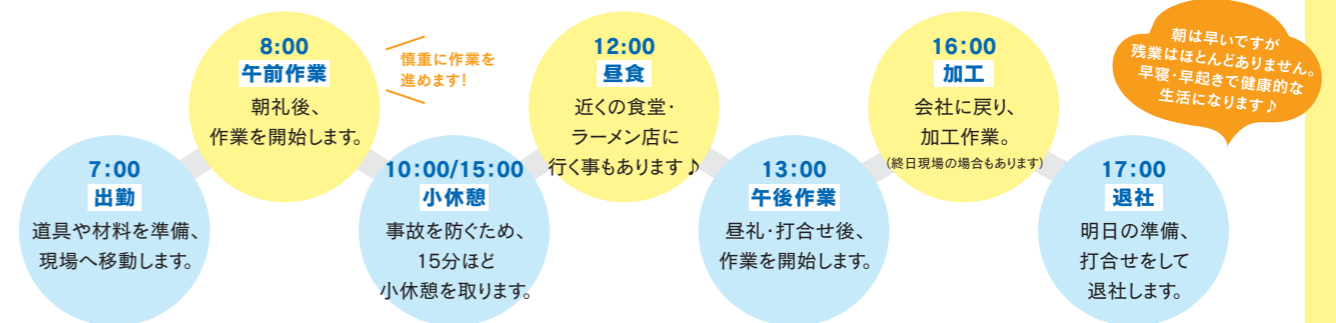 7:00
出勤
道具や材料を準備、
現場へ移動します。
8:00
午前作業
朝礼後、
作業を開始します。
慎重に作業を
進めます!
10:00/15:00
小休憩
事故を防ぐため、
15分ほど
小休憩を取ります。
12:00
昼食
近くの食堂・
ラーメン店に
行く事もあります♪
13:00
午後作業
昼礼・打合せ後、
作業を開始します。
16:00
加工
会社に戻り、
加工作業。
(終日現場の場合もあります)
17:00
退社
明日の準備、
打合せをして
退社します。
朝は早いですが
残業はほとんどありません。
早寝・早起きで健康的な
生活になります♪